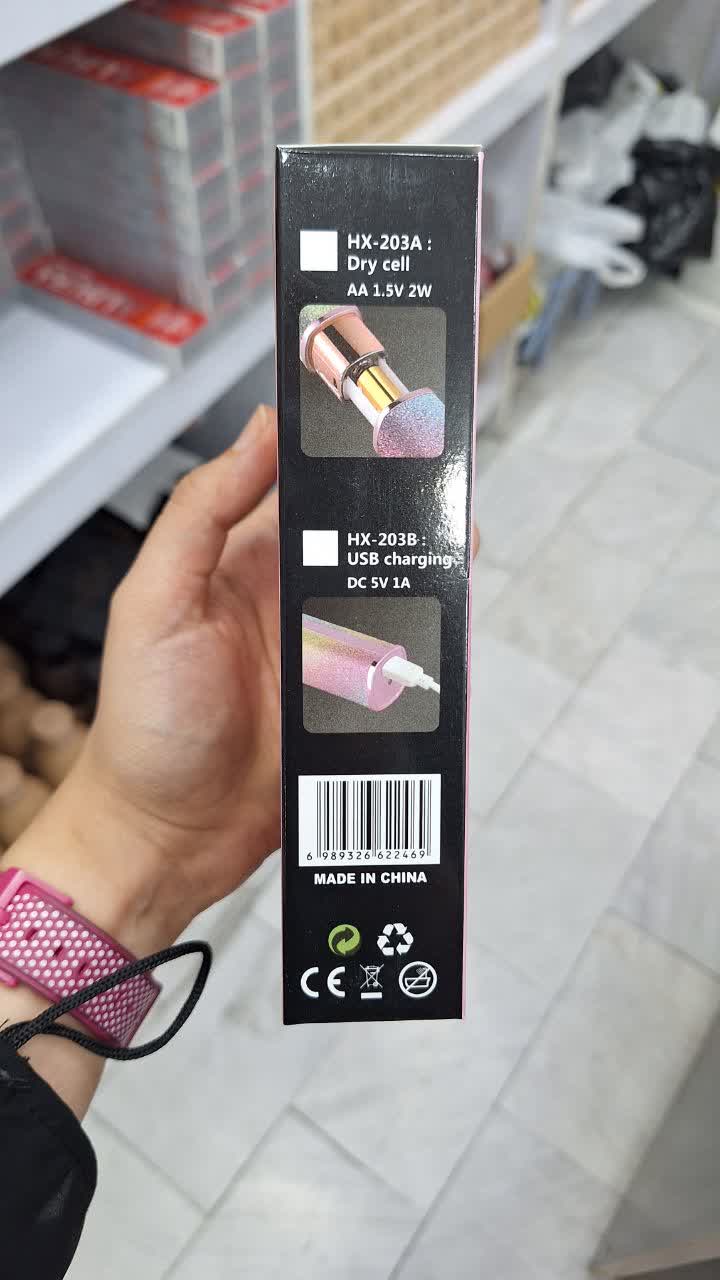 HX-203A :
Dry cell
AA 1.5V 2W
HX-203B :
USB charging
DC 5V 1A
6 989326 622469
MADE IN CHINA
CE